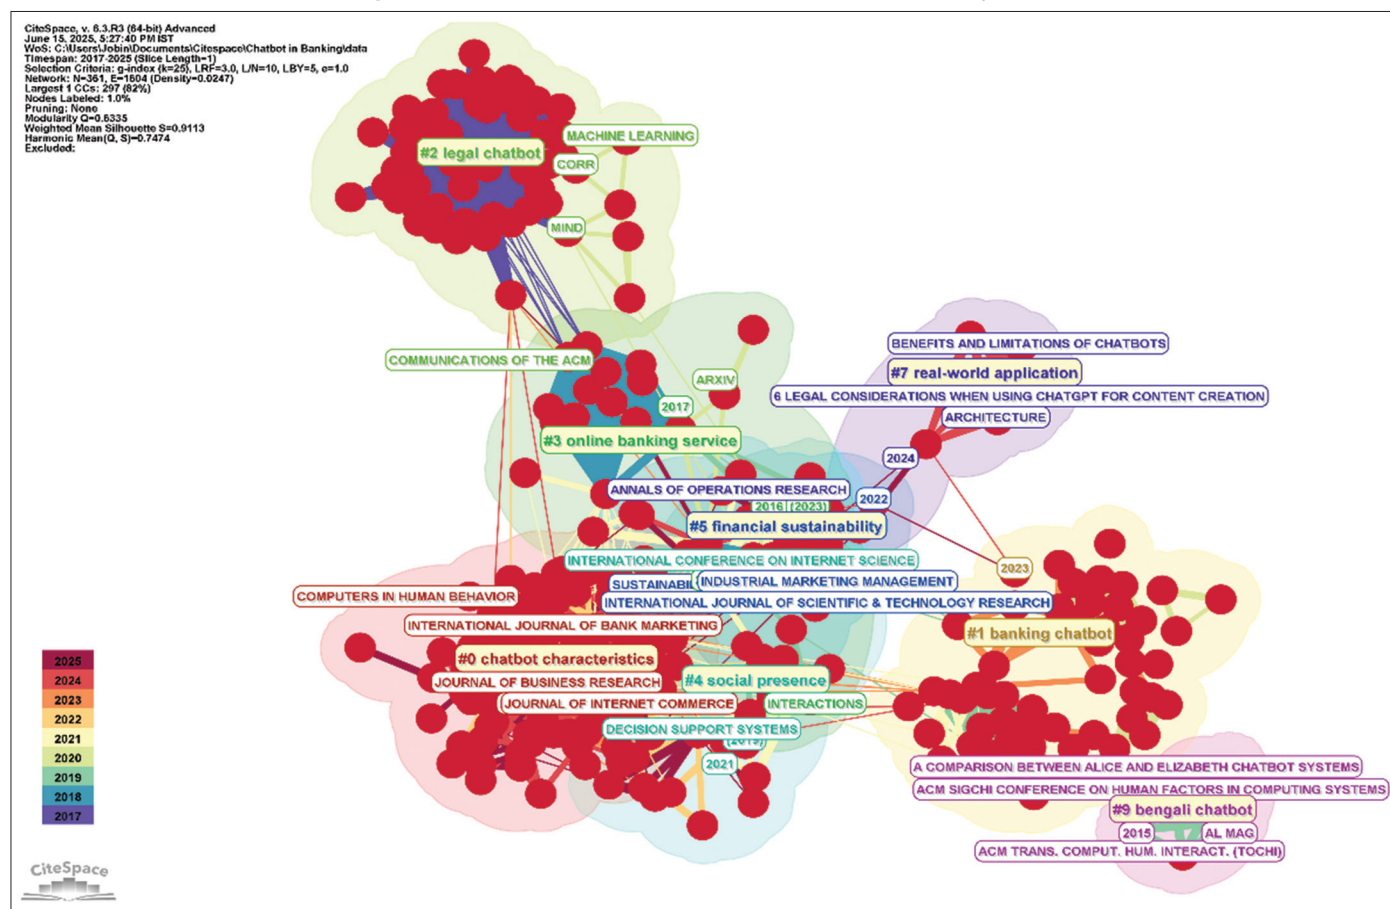 CiteSpace, v. 6.3.R3 (64-bit) Advanced
June 15, 2025, 5:27:40 PM IST
WoS: C:\Users\Jobin\Documents\Citespace\Chatbot in Banking\data
Timespan: 2017-2025 (Slice Length=1)
Selection Criteria: g-index (k=25), LRF=3.0, L/N=10, LBY=5, e=1.0
Network: N=361, E=1604 (Density=0.0247)
Largest 1 CCs: 297 (82%)
Nodes Labeled: 1.0%
Pruning: None
Modularity Q=0.6335
Weighted Mean Silhouette S=0.9113
Harmonic Mean(Q, S)=0.7474
Excluded:
MACHINE LEARNING
#2 legal chatbot
CORR
MIND
BENEFITS AND LIMITATIONS OF CHATBOTS
COMMUNICATIONS OF THE ACM
#7 real-world application
ARXIV
6 LEGAL CONSIDERATIONS WHEN USING CHATGPT FOR CONTENT CREATION
2017
ARCHITECTURE
#3 online banking service
2024
ANNALS OF OPERATIONS RESEARCH
2022
2016
(2023)
#5 financial sustainability
INTERNATIONAL CONFERENCE ON INTERNET SCIENCE
2023
SUSTAINABIL
INDUSTRIAL MARKETING MANAGEMENT
COMPUTERS IN HUMAN BEHAVIOR
INTERNATIONAL JOURNAL OF SCIENTIFIC & TECHNOLOGY RESEARCH
INTERNATIONAL JOURNAL OF BANK MARKETING
#1 banking chatbot
#0 chatbot characteristics
#4 social presence
JOURNAL OF BUSINESS RESEARCH
JOURNAL OF INTERNET COMMERCE
INTERACTIONS
DECISION SUPPORT SYSTEMS
(2019)
2021
A COMPARISON BETWEEN ALICE AND ELIZABETH CHATBOT SYSTEMS
ACM SIGCHI CONFERENCE ON HUMAN FACTORS IN COMPUTING SYSTEMS
#9 bengali chatbot
2015
AL MAG
ACM TRANS. COMPUT. HUM. INTERACT. (TOCHI)
2025
2024
2023
2022
2021
2020
2019
2018
2017
CiteSpace